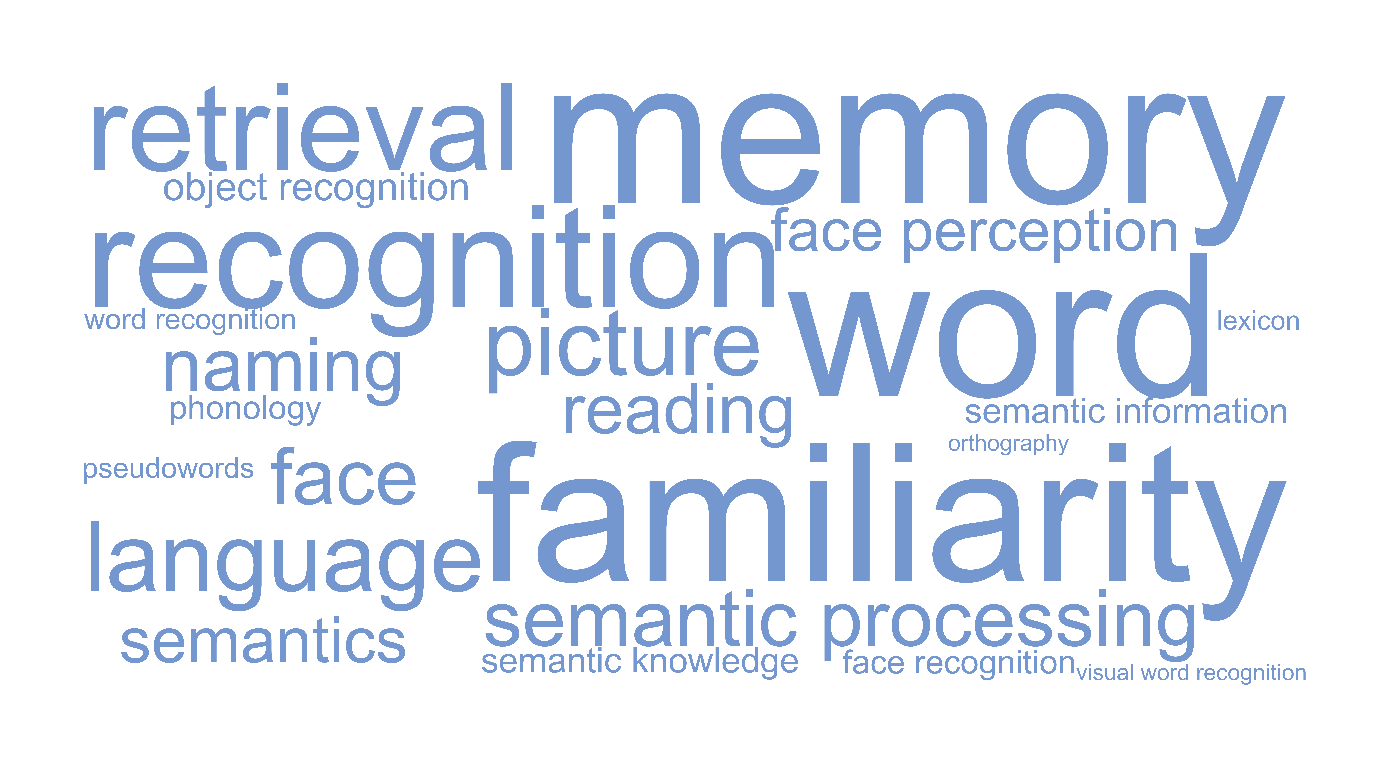 retrieval
memory
object recognition
recognition
face perception
word
word recognition
lexicon
picture
naming
reading
phonology
semantic information
orthography
pseudowords
face
familiarity
language
semantic processing
semantics
semantic knowledge
face recognition
visual word recognition